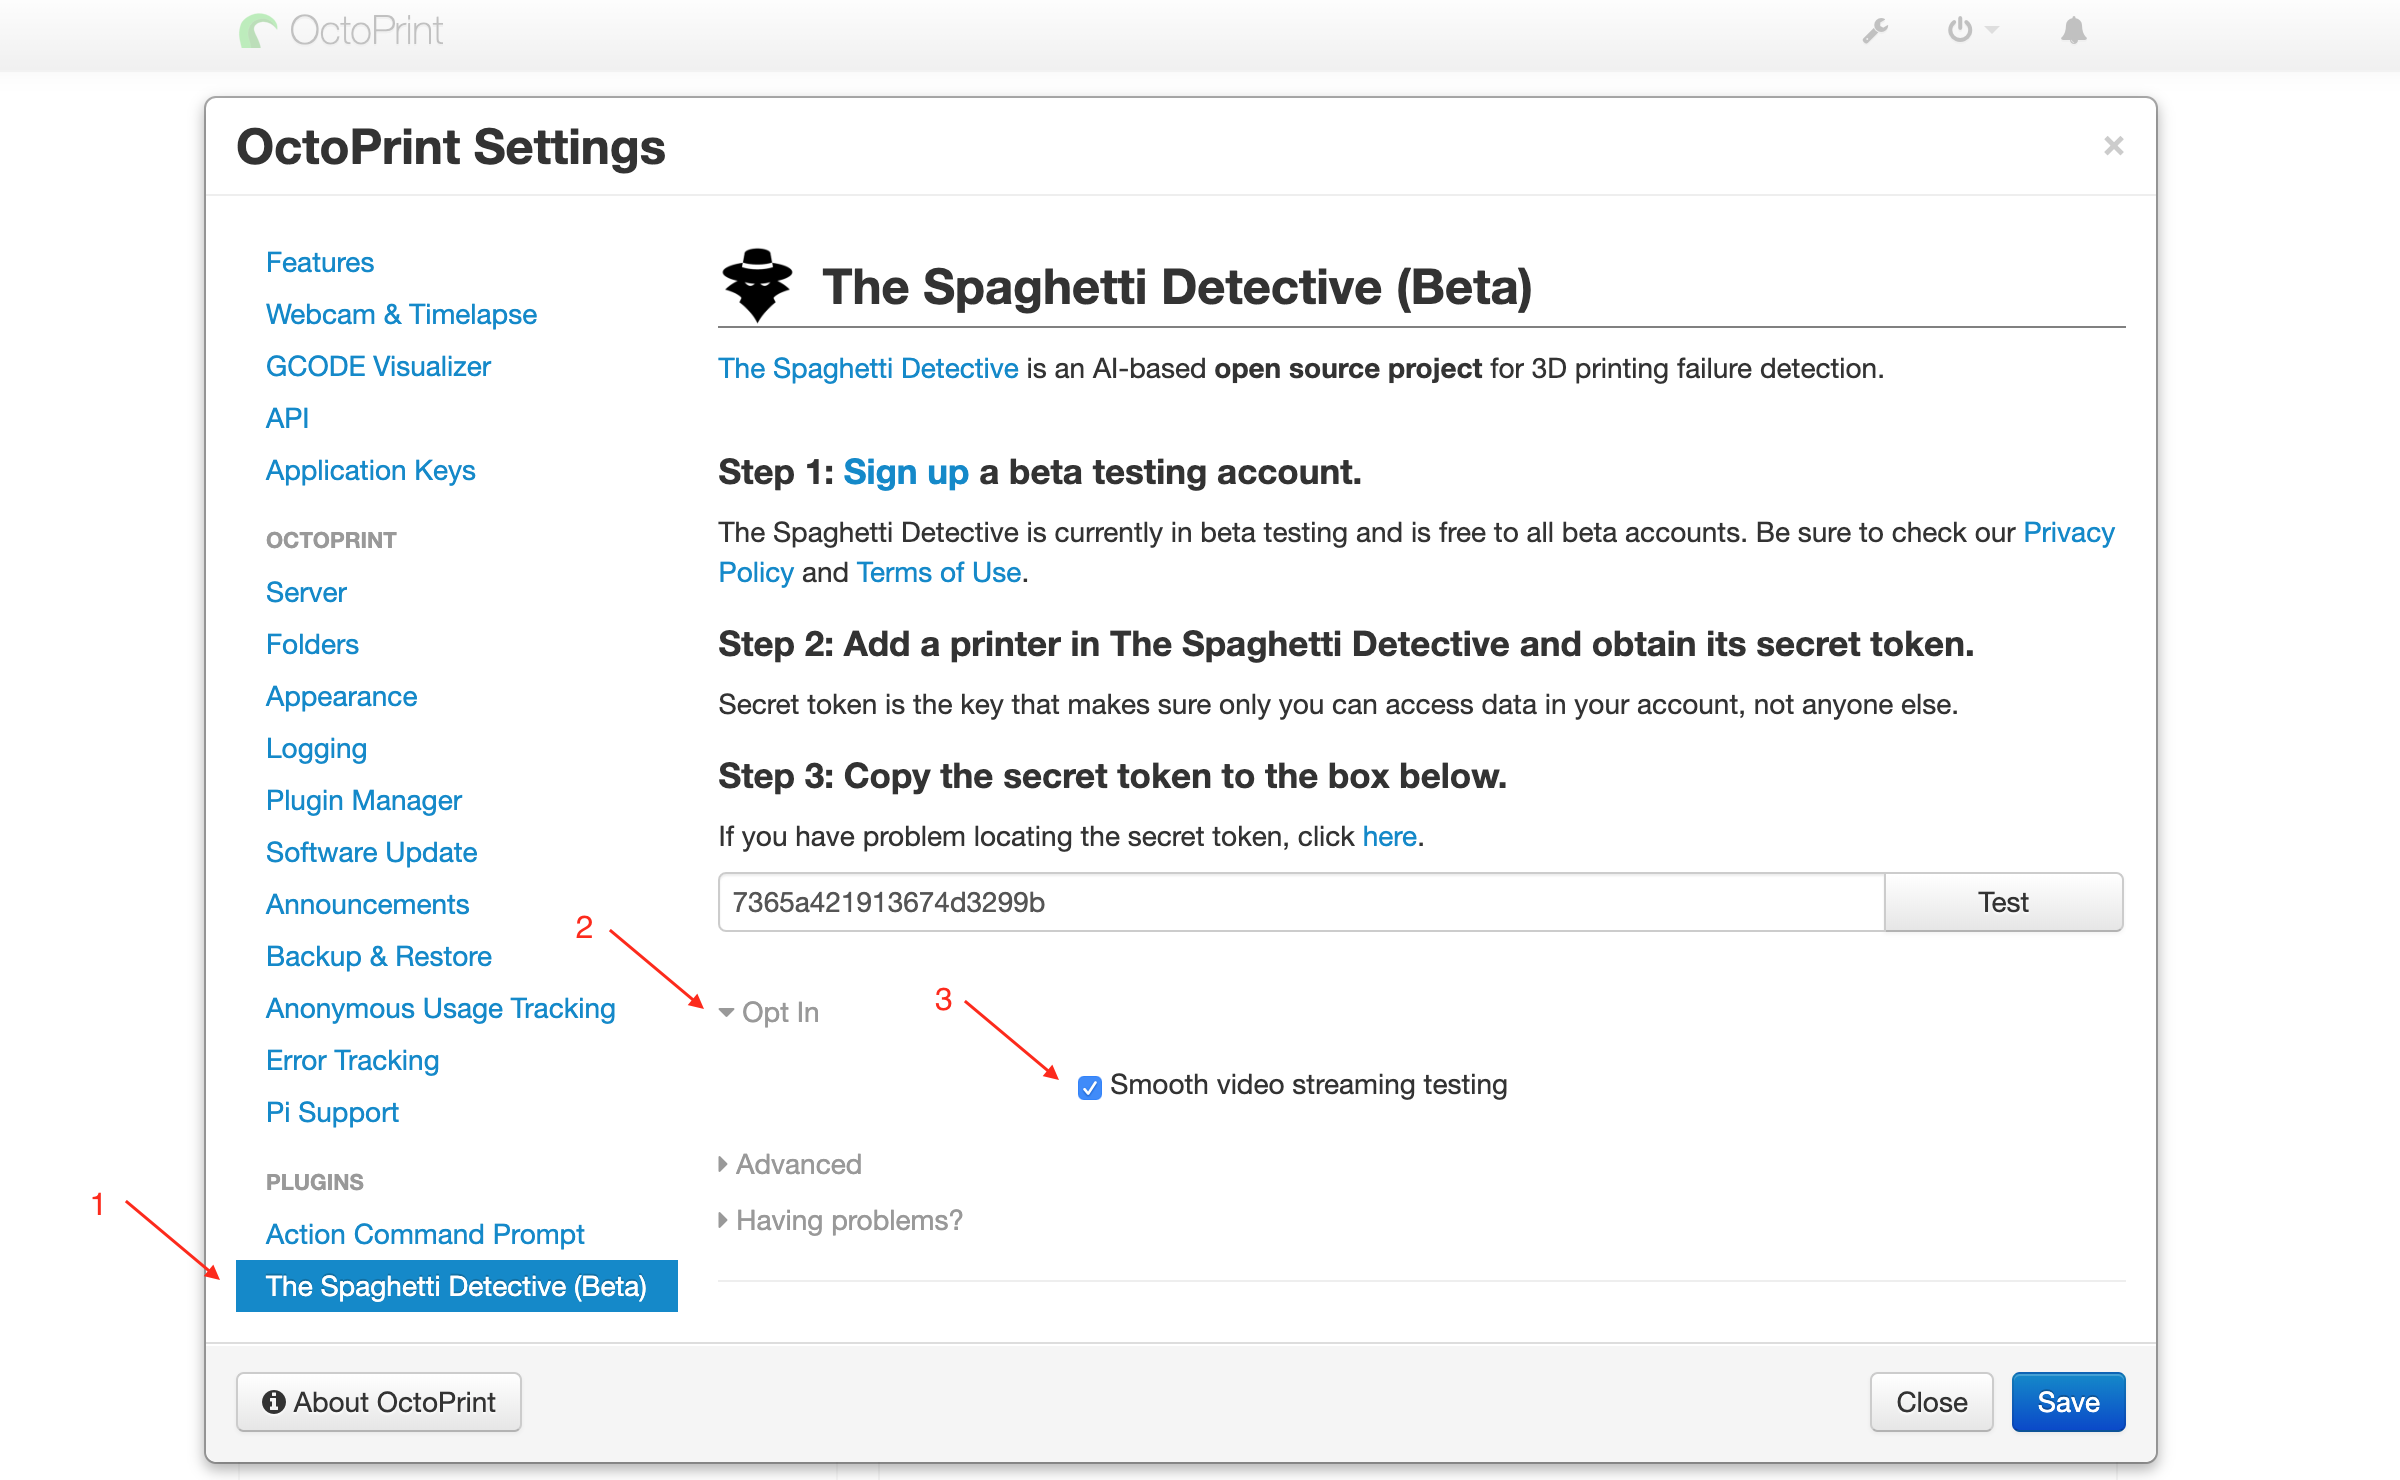 OctoPrint
OctoPrint Settings
×
Features
Webcam & Timelapse
GCODE Visualizer
API
Application Keys
OCTOPRINT
Server
Folders
Appearance
Logging
Plugin Manager
Software Update
Announcements
Backup & Restore
Anonymous Usage Tracking
Error Tracking
Pi Support
PLUGINS
1
Action Command Prompt
The Spaghetti Detective (Beta)
The Spaghetti Detective (Beta)
The Spaghetti Detective is an AI-based open source project for 3D printing failure detection.
Step 1: Sign up a beta testing account.
The Spaghetti Detective is currently in beta testing and is free to all beta accounts. Be sure to check our Privacy
Policy and Terms of Use.
Step 2: Add a printer in The Spaghetti Detective and obtain its secret token.
Secret token is the key that makes sure only you can access data in your account, not anyone else.
Step 3: Copy the secret token to the box below.
If you have problem locating the secret token, click here.
7365a421913674d3299b
Test
2
Opt In
3
Smooth video streaming testing
Advanced
Having problems?
About OctoPrint
Close
Save